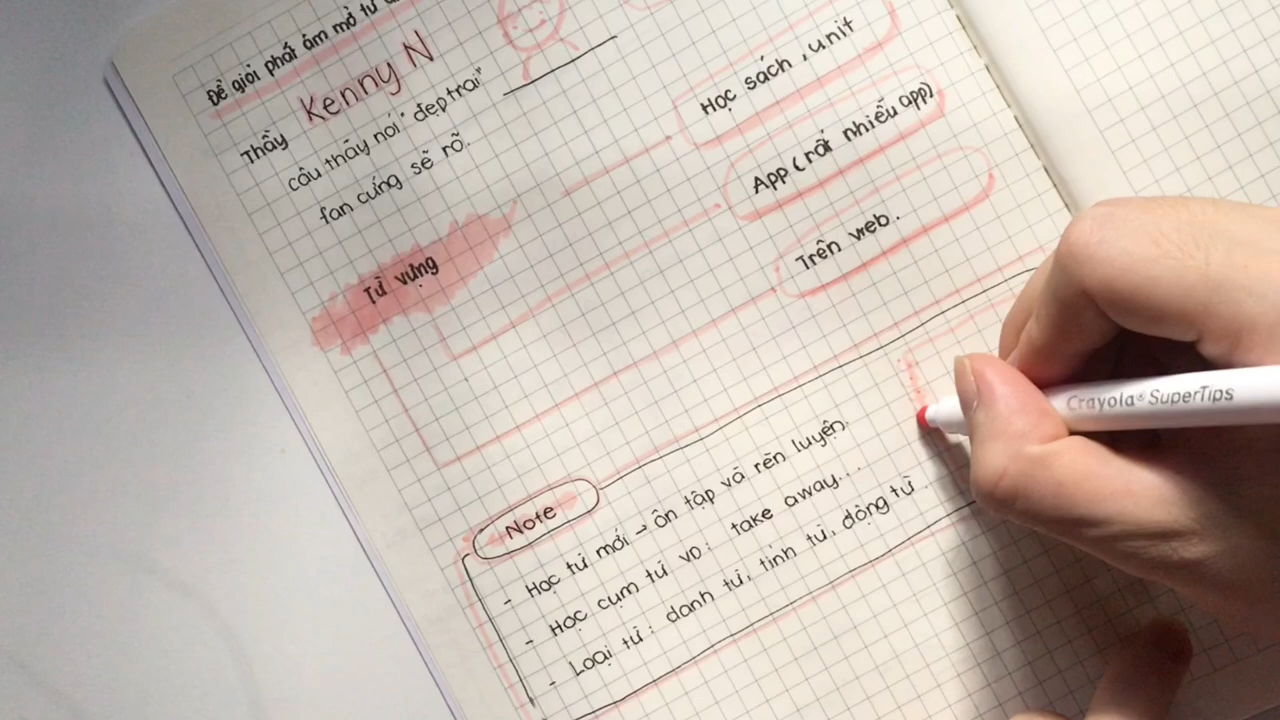 Để giỏi phát âm mở từ
Thầy Kenny N
câu thầy nói "đẹp trai"
fan cứng sẽ rõ.
Học sách, unit
App (rất nhiều app)
Trên web.
Từ vựng
Note
- Học từ mới → ôn tập và rèn luyện.
- Học cụm từ VD: take away...
- Loại từ: danh từ, tính từ, động từ.
Crayola® SuperTips